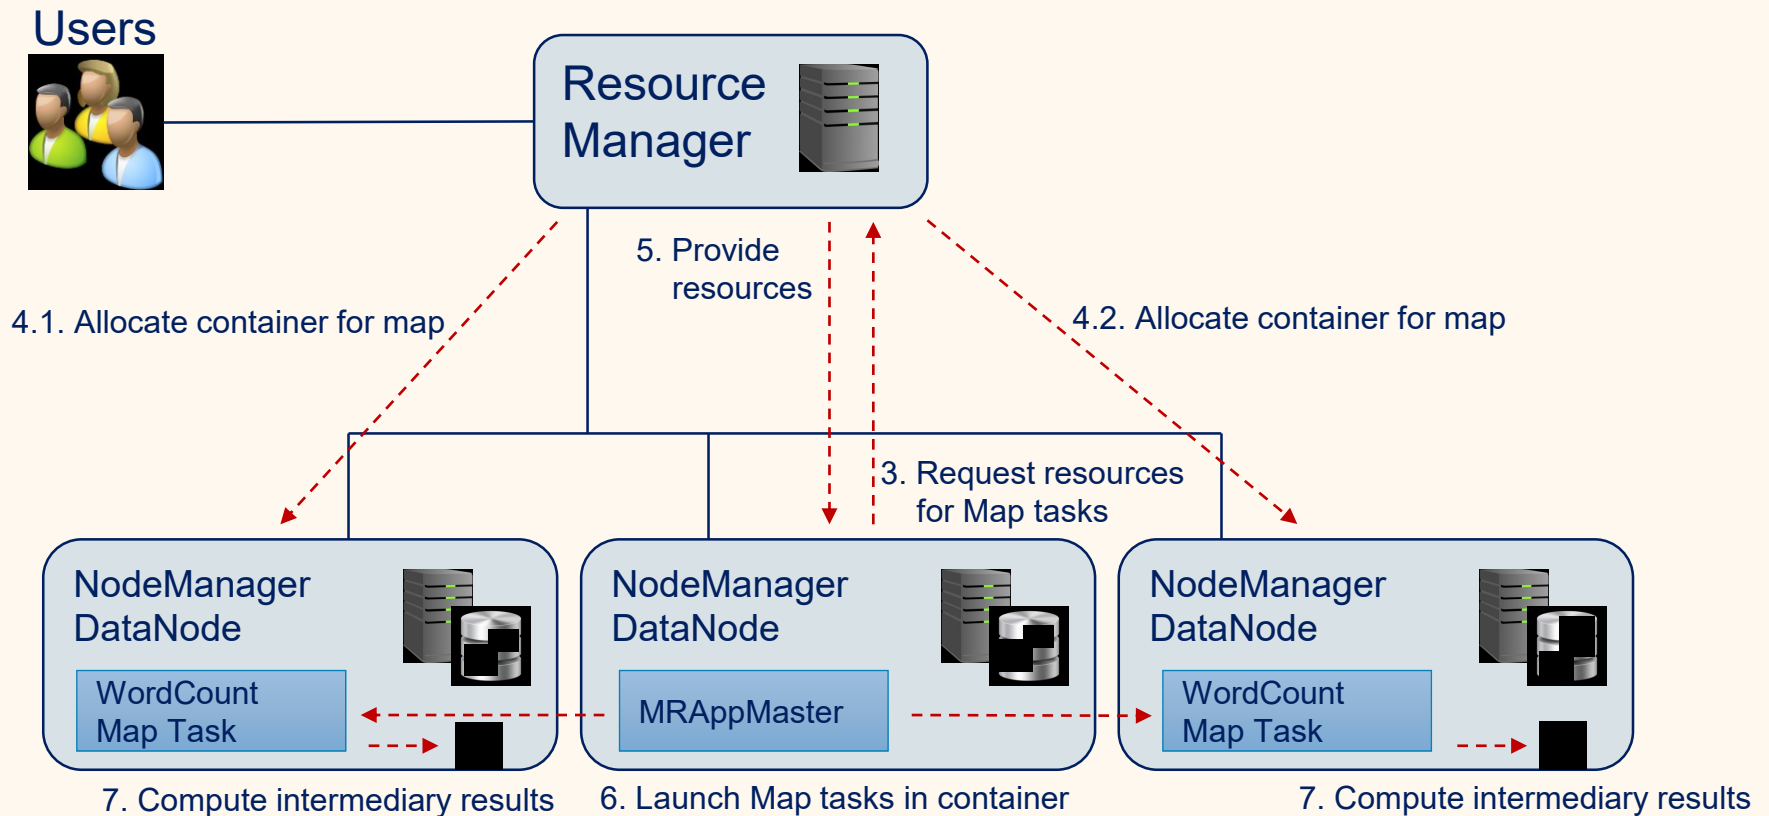 Users
Resource
Manager
5. Provide
resources
4.1. Allocate container for map
4.2. Allocate container for map
3. Request resources
for Map tasks
NodeManager
DataNode
WordCount
Map Task
NodeManager
DataNode
MRAppMaster
NodeManager
DataNode
WordCount
Map Task
7. Compute intermediary results
6. Launch Map tasks in container
7. Compute intermediary results